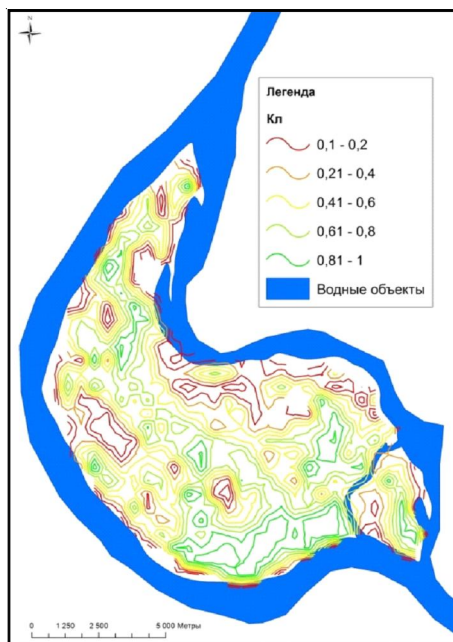 N
Легенда
Кл
0,1 - 0,2
0,21 - 0,4
0,41 - 0,6
0,61 - 0,8
0,81 - 1
Водные объекты
0 1 250 2 500 5 000 Метры